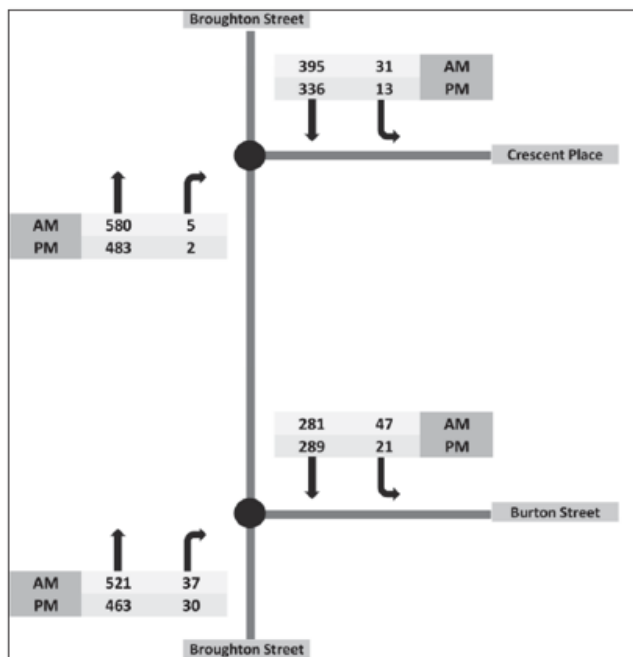 Broughton Street
395 31 AM
336 13 PM
Crescent Place
AM 580 5
PM 483 2
281 47 AM
289 21 PM
Burton Street
AM 521 37
PM 463 30
Broughton Street